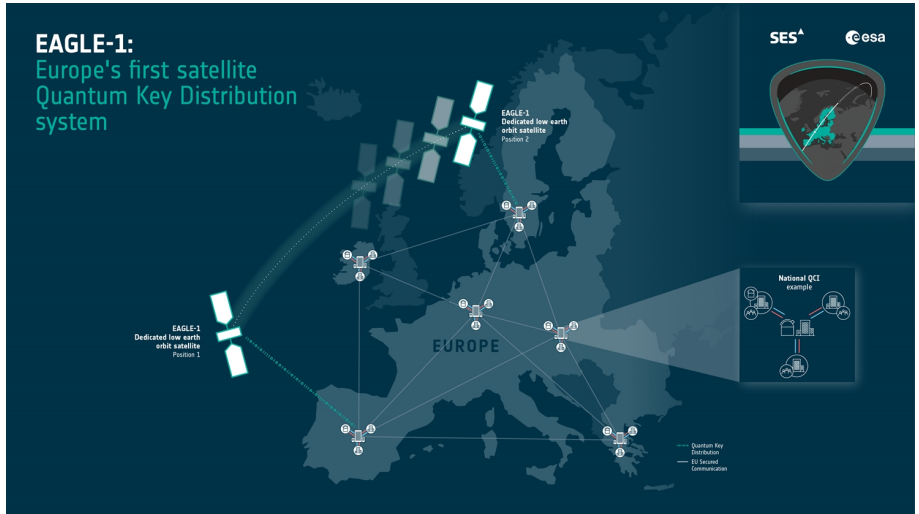 EAGLE-1:
Europe's first satellite
Quantum Key Distribution
system
SES
esa
EAGLE-1
Dedicated low earth
orbit satellite
Position 2
EAGLE-1
Dedicated low earth
orbit satellite
Position 1
EUROPE
National QCI
example
Quantum Key
Distribution
EU Secured
Communication